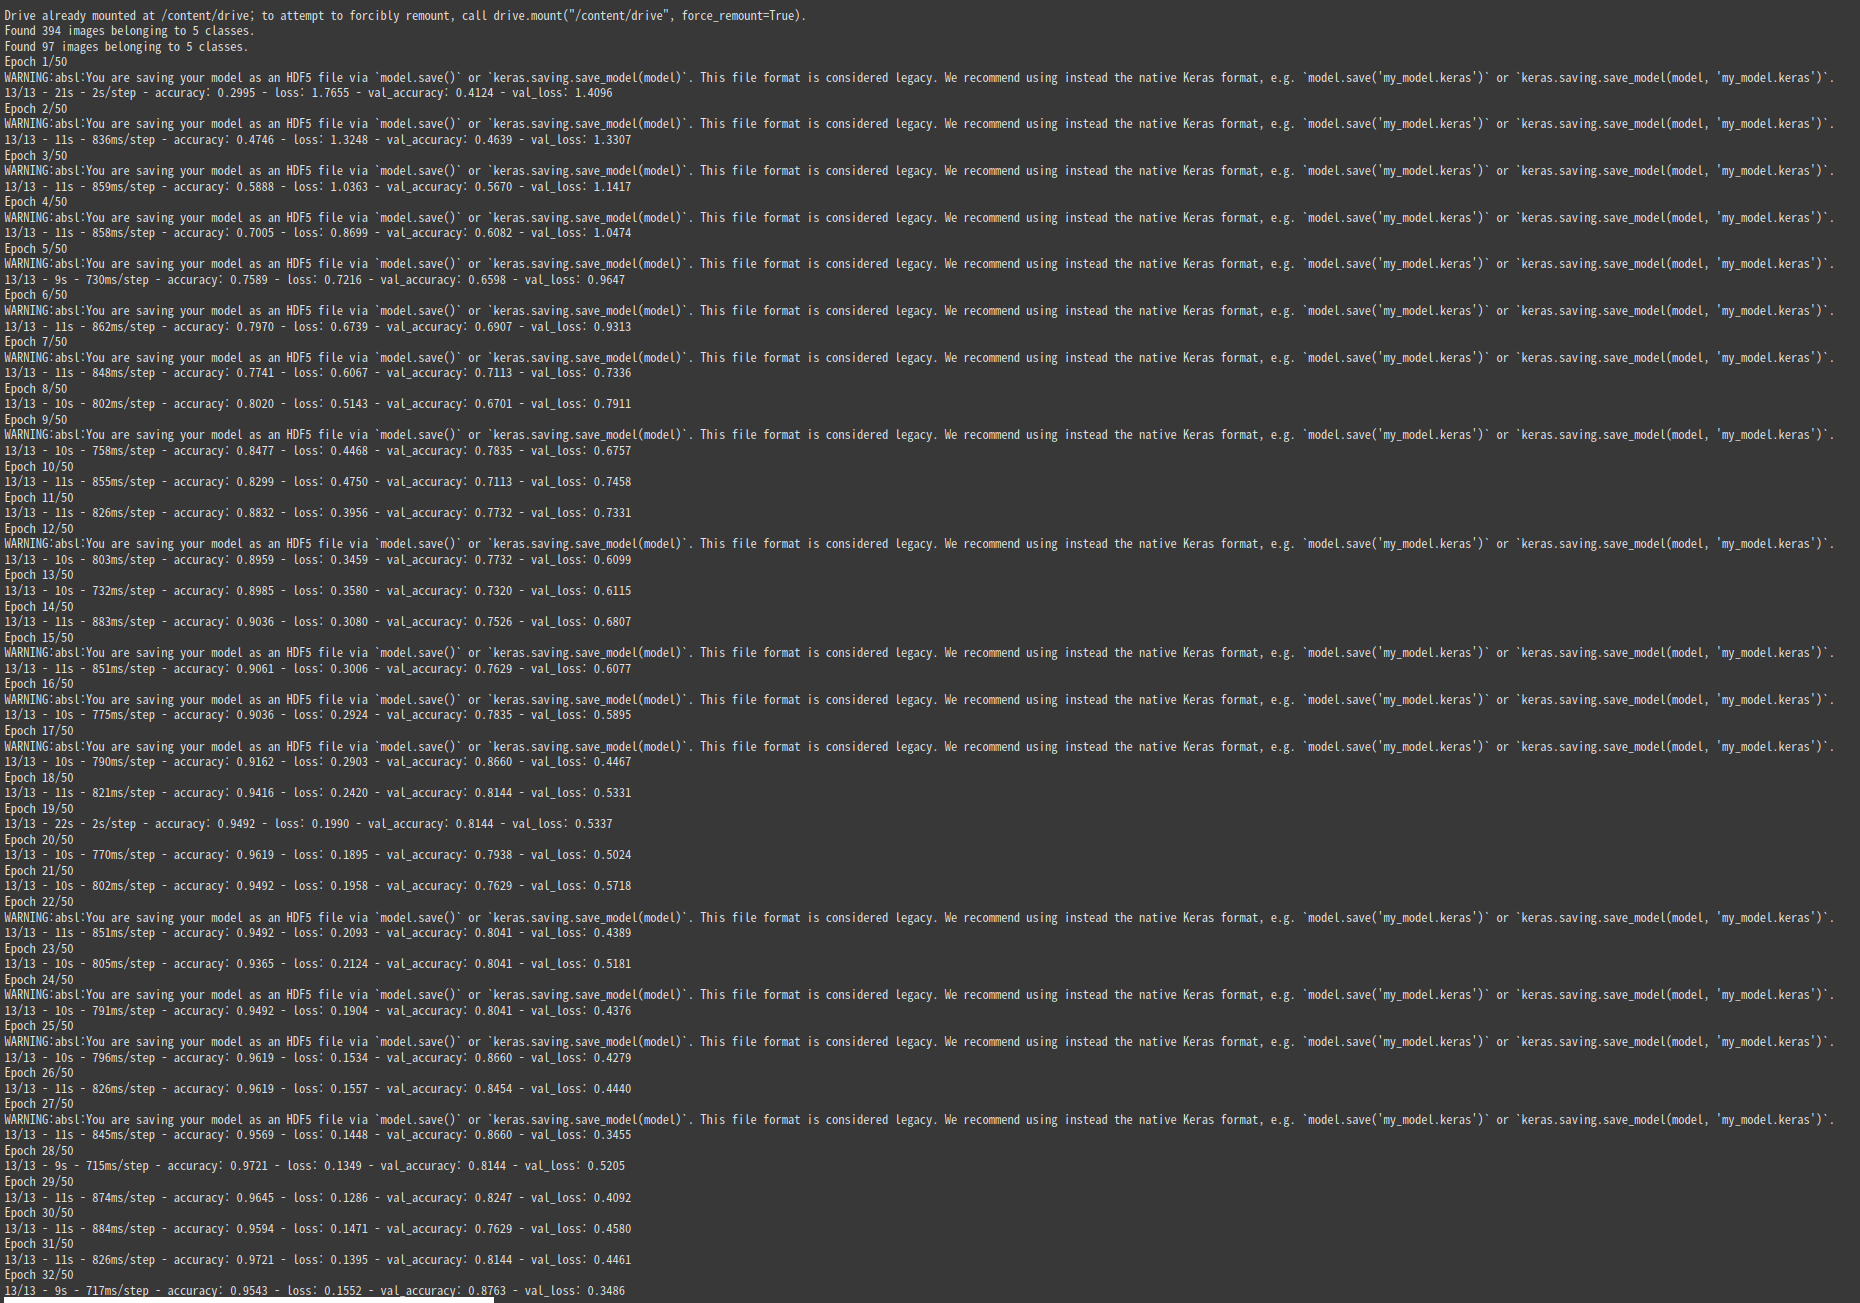 Drive already mounted at /content/drive; to attempt to forcibly remount, call drive.mount("/content/drive", force_remount=True).
Found 394 images belonging to 5 classes.
Found 97 images belonging to 5 classes.
Epoch 1/50
WARNING:absl:You are saving your model as an HDF5 file via `model.save()` or `keras.saving.save_model(model)`. This file format is considered legacy. We recommend using instead the native Keras format, e.g. `model.save('my_model.keras')` or `keras.saving.save_model(model, 'my_model.keras')`.
13/13 - 21s - 2s/step - accuracy: 0.2995 - loss: 1.7655 - val_accuracy: 0.4124 - val_loss: 1.4096
Epoch 2/50
WARNING:absl:You are saving your model as an HDF5 file via `model.save()` or `keras.saving.save_model(model)`. This file format is considered legacy. We recommend using instead the native Keras format, e.g. `model.save('my_model.keras')` or `keras.saving.save_model(model, 'my_model.keras')`.
13/13 - 11s - 836ms/step - accuracy: 0.4746 - loss: 1.3248 - val_accuracy: 0.4639 - val_loss: 1.3307
Epoch 3/50
WARNING:absl:You are saving your model as an HDF5 file via `model.save()` or `keras.saving.save_model(model)`. This file format is considered legacy. We recommend using instead the native Keras format, e.g. `model.save('my_model.keras')` or `keras.saving.save_model(model, 'my_model.keras')`.
13/13 - 11s - 859ms/step - accuracy: 0.5888 - loss: 1.0363 - val_accuracy: 0.5670 - val_loss: 1.1417
Epoch 4/50
WARNING:absl:You are saving your model as an HDF5 file via `model.save()` or `keras.saving.save_model(model)`. This file format is considered legacy. We recommend using instead the native Keras format, e.g. `model.save('my_model.keras')` or `keras.saving.save_model(model, 'my_model.keras')`.
13/13 - 11s - 858ms/step - accuracy: 0.7005 - loss: 0.8699 - val_accuracy: 0.6082 - val_loss: 1.0474
Epoch 5/50
WARNING:absl:You are saving your model as an HDF5 file via `model.save()` or `keras.saving.save_model(model)`. This file format is considered legacy. We recommend using instead the native Keras format, e.g. `model.save('my_model.keras')` or `keras.saving.save_model(model, 'my_model.keras')`.
13/13 - 9s - 730ms/step - accuracy: 0.7589 - loss: 0.7216 - val_accuracy: 0.6598 - val_loss: 0.9647
Epoch 6/50
WARNING:absl:You are saving your model as an HDF5 file via `model.save()` or `keras.saving.save_model(model)`. This file format is considered legacy. We recommend using instead the native Keras format, e.g. `model.save('my_model.keras')` or `keras.saving.save_model(model, 'my_model.keras')`.
13/13 - 11s - 862ms/step - accuracy: 0.7970 - loss: 0.6739 - val_accuracy: 0.6907 - val_loss: 0.9313
Epoch 7/50
WARNING:absl:You are saving your model as an HDF5 file via `model.save()` or `keras.saving.save_model(model)`. This file format is considered legacy. We recommend using instead the native Keras format, e.g. `model.save('my_model.keras')` or `keras.saving.save_model(model, 'my_model.keras')`.
13/13 - 11s - 848ms/step - accuracy: 0.7741 - loss: 0.6067 - val_accuracy: 0.7113 - val_loss: 0.7336
Epoch 8/50
13/13 - 10s - 802ms/step - accuracy: 0.8020 - loss: 0.5143 - val_accuracy: 0.6701 - val_loss: 0.7911
Epoch 9/50
WARNING:absl:You are saving your model as an HDF5 file via `model.save()` or `keras.saving.save_model(model)`. This file format is considered legacy. We recommend using instead the native Keras format, e.g. `model.save('my_model.keras')` or `keras.saving.save_model(model, 'my_model.keras')`.
13/13 - 10s - 758ms/step - accuracy: 0.8477 - loss: 0.4468 - val_accuracy: 0.7835 - val_loss: 0.6757
Epoch 10/50
13/13 - 11s - 855ms/step - accuracy: 0.8299 - loss: 0.4750 - val_accuracy: 0.7113 - val_loss: 0.7458
Epoch 11/50
13/13 - 11s - 826ms/step - accuracy: 0.8832 - loss: 0.3956 - val_accuracy: 0.7732 - val_loss: 0.7331
Epoch 12/50
WARNING:absl:You are saving your model as an HDF5 file via `model.save()` or `keras.saving.save_model(model)`. This file format is considered legacy. We recommend using instead the native Keras format, e.g. `model.save('my_model.keras')` or `keras.saving.save_model(model, 'my_model.keras')`.
13/13 - 10s - 803ms/step - accuracy: 0.8959 - loss: 0.3459 - val_accuracy: 0.7732 - val_loss: 0.6099
Epoch 13/50
13/13 - 10s - 732ms/step - accuracy: 0.8985 - loss: 0.3580 - val_accuracy: 0.7320 - val_loss: 0.6115
Epoch 14/50
13/13 - 11s - 883ms/step - accuracy: 0.9036 - loss: 0.3080 - val_accuracy: 0.7526 - val_loss: 0.6807
Epoch 15/50
WARNING:absl:You are saving your model as an HDF5 file via `model.save()` or `keras.saving.save_model(model)`. This file format is considered legacy. We recommend using instead the native Keras format, e.g. `model.save('my_model.keras')` or `keras.saving.save_model(model, 'my_model.keras')`.
13/13 - 11s - 851ms/step - accuracy: 0.9061 - loss: 0.3006 - val_accuracy: 0.7629 - val_loss: 0.6077
Epoch 16/50
WARNING:absl:You are saving your model as an HDF5 file via `model.save()` or `keras.saving.save_model(model)`. This file format is considered legacy. We recommend using instead the native Keras format, e.g. `model.save('my_model.keras')` or `keras.saving.save_model(model, 'my_model.keras')`.
13/13 - 10s - 775ms/step - accuracy: 0.9036 - loss: 0.2924 - val_accuracy: 0.7835 - val_loss: 0.5895
Epoch 17/50
WARNING:absl:You are saving your model as an HDF5 file via `model.save()` or `keras.saving.save_model(model)`. This file format is considered legacy. We recommend using instead the native Keras format, e.g. `model.save('my_model.keras')` or `keras.saving.save_model(model, 'my_model.keras')`.
13/13 - 10s - 790ms/step - accuracy: 0.9162 - loss: 0.2903 - val_accuracy: 0.8660 - val_loss: 0.4467
Epoch 18/50
13/13 - 11s - 821ms/step - accuracy: 0.9416 - loss: 0.2420 - val_accuracy: 0.8144 - val_loss: 0.5331
Epoch 19/50
13/13 - 22s - 2s/step - accuracy: 0.9492 - loss: 0.1990 - val_accuracy: 0.8144 - val_loss: 0.5337
Epoch 20/50
13/13 - 10s - 770ms/step - accuracy: 0.9619 - loss: 0.1895 - val_accuracy: 0.7938 - val_loss: 0.5024
Epoch 21/50
13/13 - 10s - 802ms/step - accuracy: 0.9492 - loss: 0.1958 - val_accuracy: 0.7629 - val_loss: 0.5718
Epoch 22/50
WARNING:absl:You are saving your model as an HDF5 file via `model.save()` or `keras.saving.save_model(model)`. This file format is considered legacy. We recommend using instead the native Keras format, e.g. `model.save('my_model.keras')` or `keras.saving.save_model(model, 'my_model.keras')`.
13/13 - 11s - 851ms/step - accuracy: 0.9492 - loss: 0.2093 - val_accuracy: 0.8041 - val_loss: 0.4389
Epoch 23/50
13/13 - 10s - 805ms/step - accuracy: 0.9365 - loss: 0.2124 - val_accuracy: 0.8041 - val_loss: 0.5181
Epoch 24/50
WARNING:absl:You are saving your model as an HDF5 file via `model.save()` or `keras.saving.save_model(model)`. This file format is considered legacy. We recommend using instead the native Keras format, e.g. `model.save('my_model.keras')` or `keras.saving.save_model(model, 'my_model.keras')`.
13/13 - 10s - 791ms/step - accuracy: 0.9492 - loss: 0.1904 - val_accuracy: 0.8041 - val_loss: 0.4376
Epoch 25/50
WARNING:absl:You are saving your model as an HDF5 file via `model.save()` or `keras.saving.save_model(model)`. This file format is considered legacy. We recommend using instead the native Keras format, e.g. `model.save('my_model.keras')` or `keras.saving.save_model(model, 'my_model.keras')`.
13/13 - 10s - 796ms/step - accuracy: 0.9619 - loss: 0.1534 - val_accuracy: 0.8660 - val_loss: 0.4279
Epoch 26/50
13/13 - 11s - 826ms/step - accuracy: 0.9619 - loss: 0.1557 - val_accuracy: 0.8454 - val_loss: 0.4440
Epoch 27/50
WARNING:absl:You are saving your model as an HDF5 file via `model.save()` or `keras.saving.save_model(model)`. This file format is considered legacy. We recommend using instead the native Keras format, e.g. `model.save('my_model.keras')` or `keras.saving.save_model(model, 'my_model.keras')`.
13/13 - 11s - 845ms/step - accuracy: 0.9569 - loss: 0.1448 - val_accuracy: 0.8660 - val_loss: 0.3455
Epoch 28/50
13/13 - 9s - 715ms/step - accuracy: 0.9721 - loss: 0.1349 - val_accuracy: 0.8144 - val_loss: 0.5205
Epoch 29/50
13/13 - 11s - 874ms/step - accuracy: 0.9645 - loss: 0.1286 - val_accuracy: 0.8247 - val_loss: 0.4092
Epoch 30/50
13/13 - 11s - 884ms/step - accuracy: 0.9594 - loss: 0.1471 - val_accuracy: 0.7629 - val_loss: 0.4580
Epoch 31/50
13/13 - 11s - 826ms/step - accuracy: 0.9721 - loss: 0.1395 - val_accuracy: 0.8144 - val_loss: 0.4461
Epoch 32/50
13/13 - 9s - 717ms/step - accuracy: 0.9543 - loss: 0.1552 - val_accuracy: 0.8763 - val_loss: 0.3486